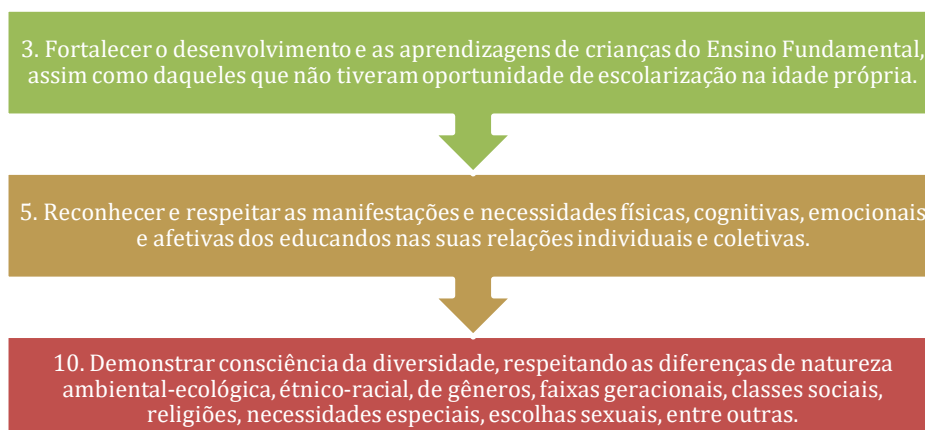 3. Fortalecer o desenvolvimento e as aprendizagens de crianças do Ensino Fundamental,
assim como daqueles que não tiveram oportunidade de escolarização na idade própria.
5. Reconhecer e respeitar as manifestações e necessidades físicas, cognitivas, emocionais
e afetivas dos educandos nas suas relações individuais e coletivas.
10. Demonstrar consciência da diversidade, respeitando as diferenças de natureza
ambiental-ecológica, étnico-racial, de gêneros, faixas geracionais, classes sociais,
religiões, necessidades especiais, escolhas sexuais, entre outras.